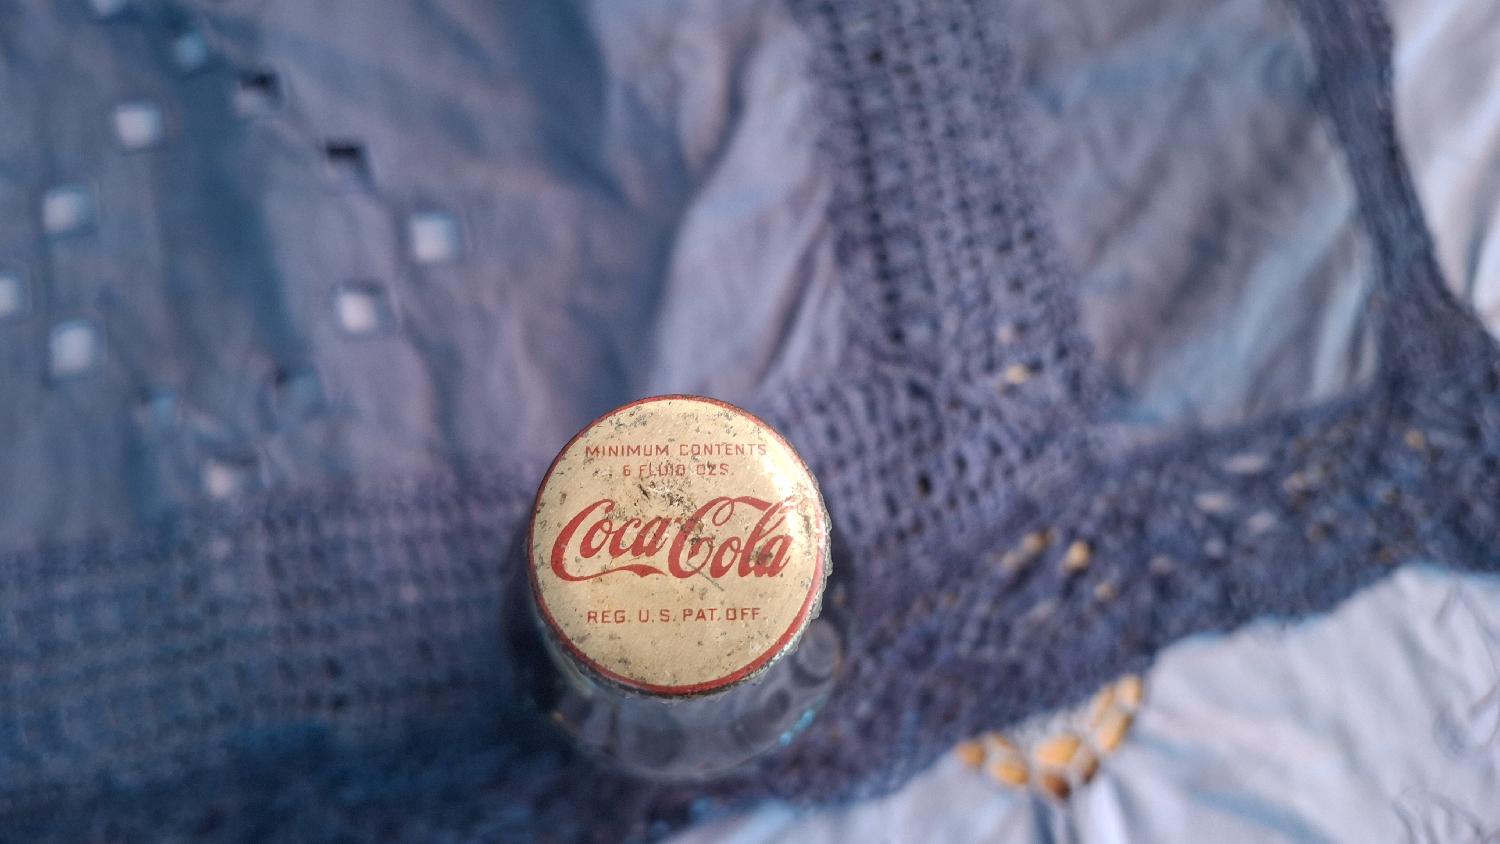 MINIMUM CONTENTS
6 FLUID OZS.
Coca-Cola
REG. U.S. PAT. OFF.